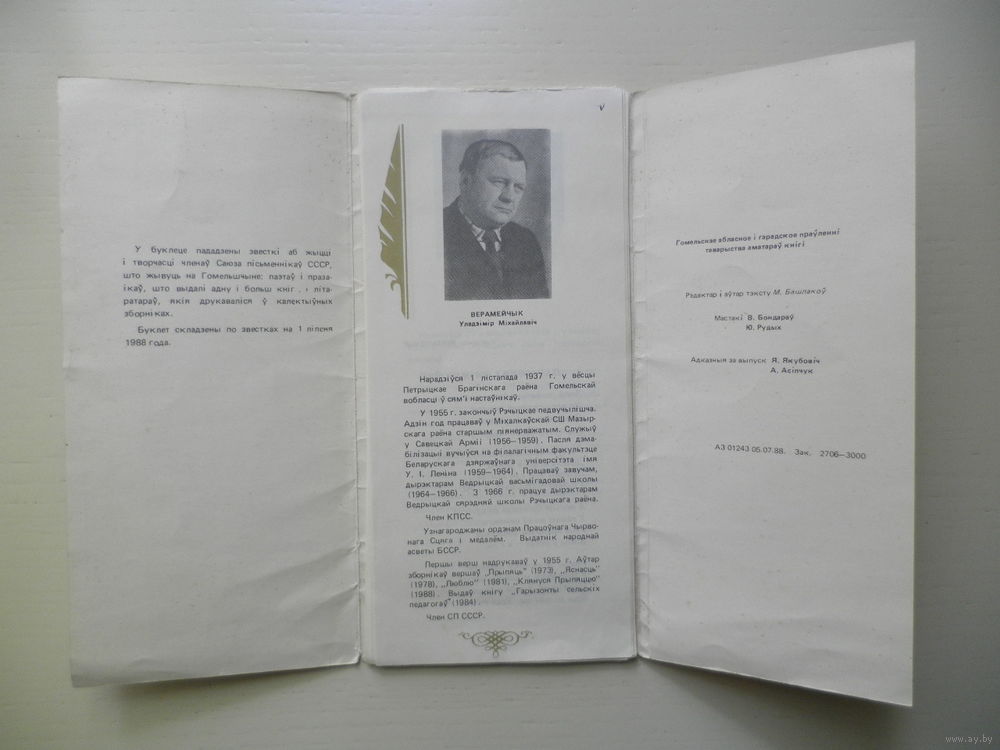 У буклеце пададзены звесткі аб жыцці
і творчасці членаў Саюза пісьменнікаў СССР,
што жывуць на Гомельшчыне: паэтаў і праза-
ікаў, што выдалі адну і больш кніг, і літа-
ратараў, якія друкаваліся ў калектыўных
зборніках.
Буклет складзены по звестках на 1 ліпеня
1988 года.
v
ВЕРАМЕЙЧЫК
Уладзімір Міхайлавіч
Нарадзіўся 1 лістапада 1937 г. у вёсцы
Петрыцкае Брагінскага раёна Гомельскай
вобласці ў сям'і настаўнікаў.
У 1955 г. закончыў Рэчыцкае педвучылішча.
Адзін год працаваў у Міхалкаўскай СШ Мазыр-
скага раёна старшым піянерважатым. Служыў
у Савецкай Арміі (1956—1959). Пасля дэма-
білізацыі вучыўся на філалагічным факультэце
Беларускага дзяржаўнага універсітэта імя
У. І. Леніна (1959—1964). Працаваў завучам,
дырэктарам Ведрыцкай васьмігадовай школы
(1964—1966). З 1966 г. працуе дырэктарам
Ведрыцкай сярэдняй школы Рэчыцкага раёна.
Член КПСС.
Узнагароджаны ордэнам Працоўнага Чырво-
нага Сцяга і медалём. Выдатнік народнай
асветы БССР.
Першы верш надрукаваў у 1955 г. Аўтар
зборнікаў вершаў „Прыпяць" (1973), „Яснасць"
(1978), „Люблю" (1981), „Клянуся Прыпяццю"
(1988). Выдаў кнігу „Гарызонты сельскіх
педагогаў" (1984).
Член СП СССР.
Гомельскае абласное і гарадское праўленні
таварыства аматараў кнігі
Рэдактар і аўтар тэксту М. Башлакоў
Мастакі В. Бондараў
Ю. Рудых
Адказныя за выпуск Я. Якубовіч
А. Асіпчук
АЗ 01243 05.07.88. Зак. 2706—3000
www.ay.by